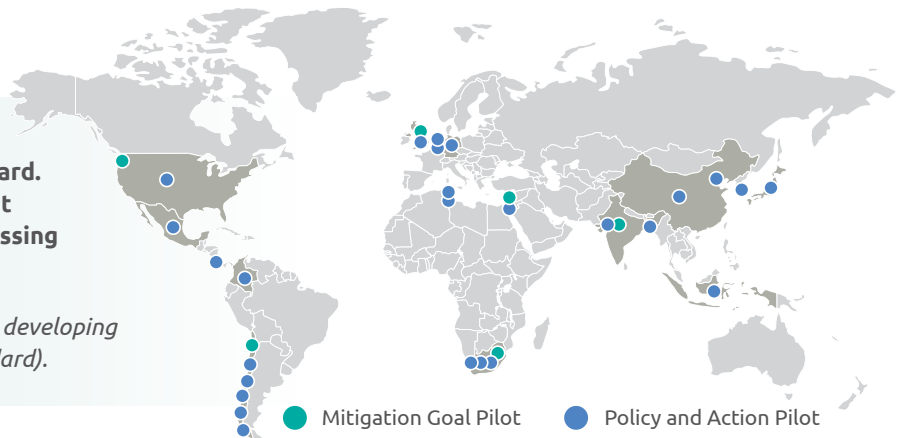 ard.
t
ssing
developing
lard).
Mitigation Goal Pilot
Policy and Action Pilot